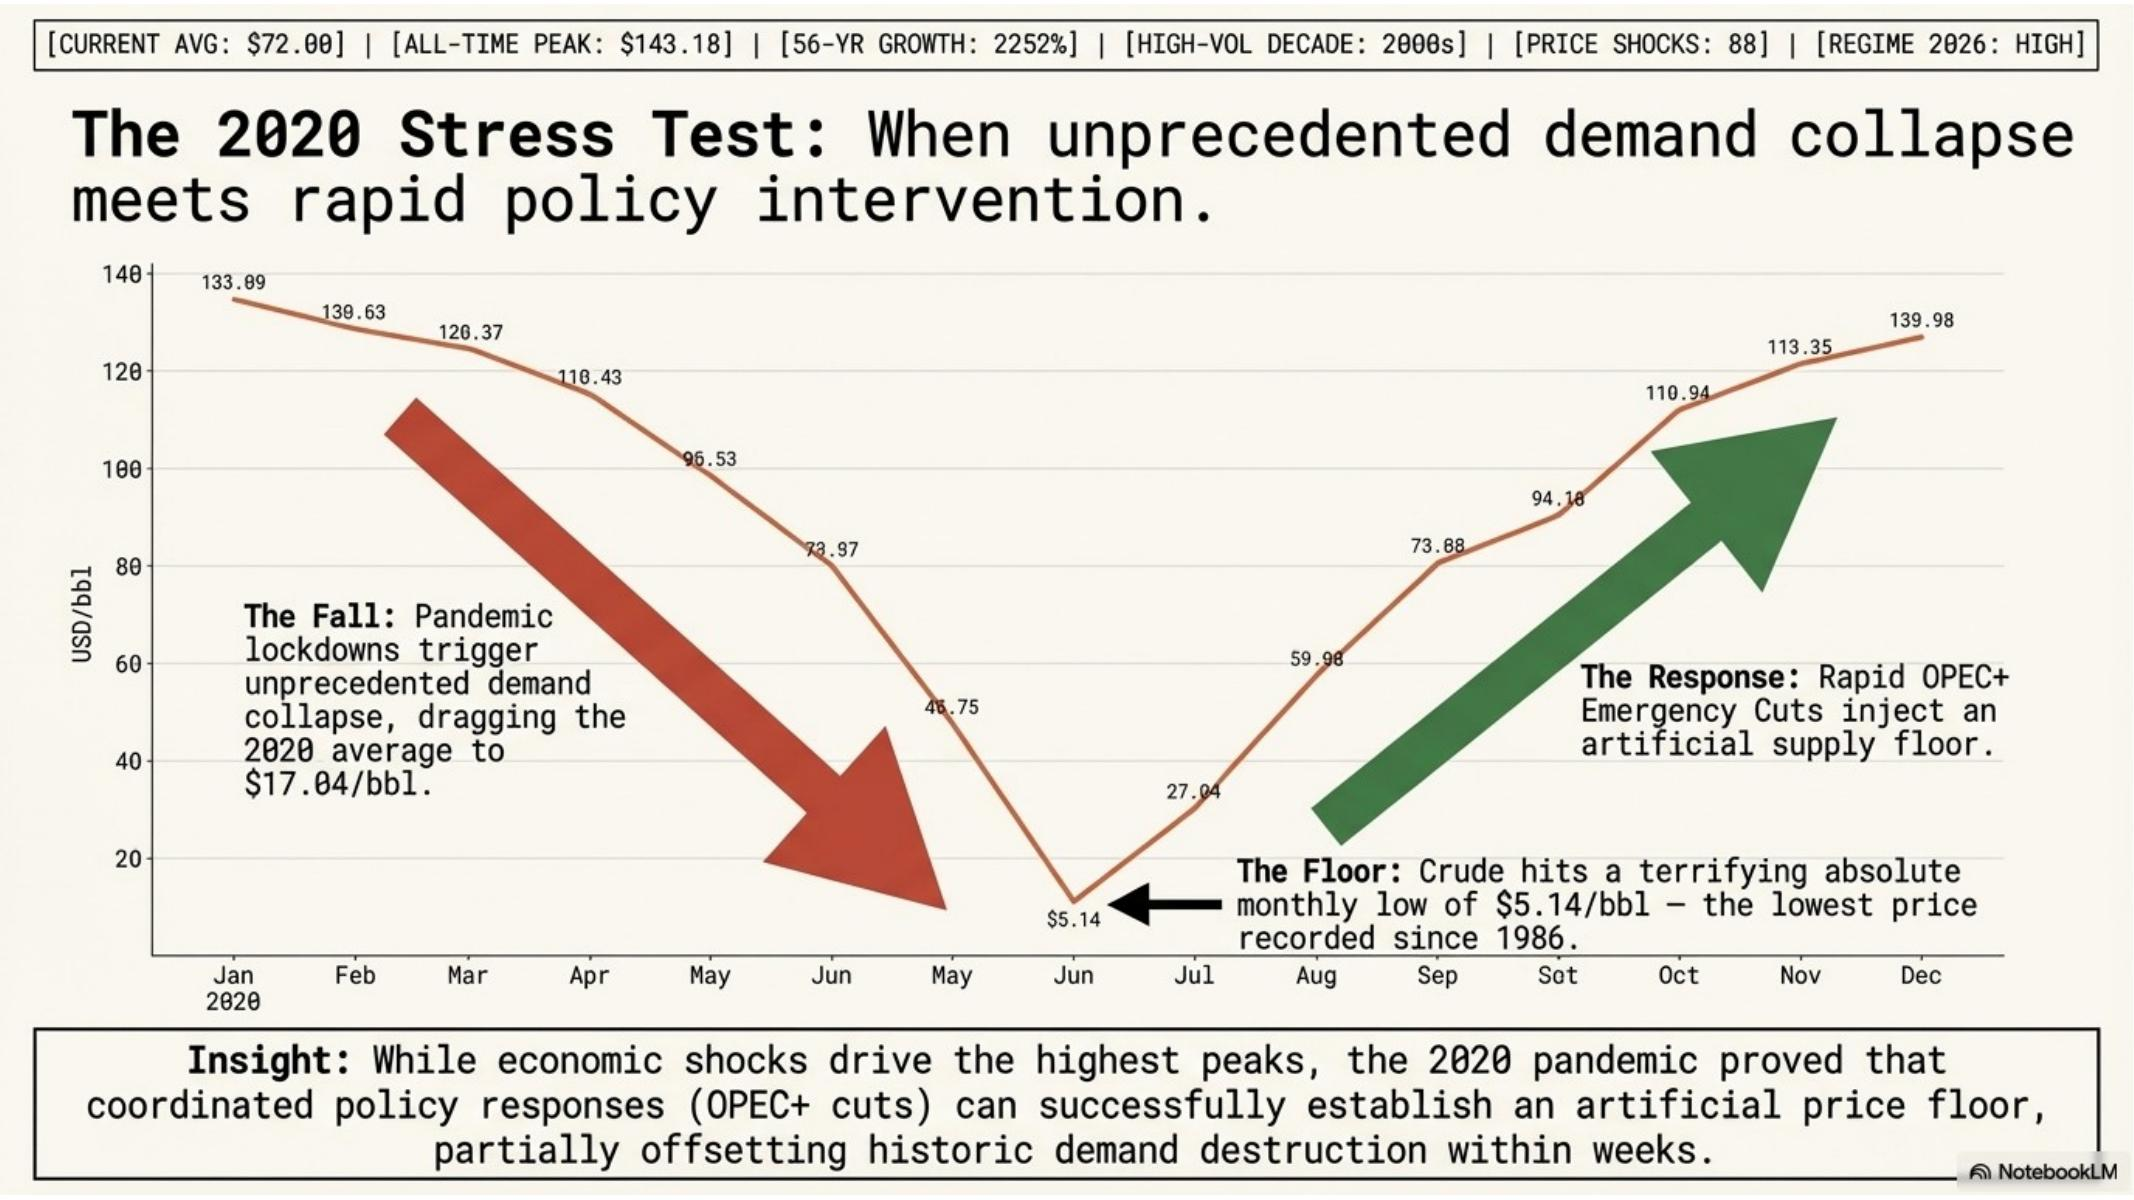 [CURRENT AVG: $72.00] | [ALL-TIME PEAK: $143.18] | [56-YR GROWTH: 2252%] | [HIGH-VOL DECADE: 2000s] | [PRICE SHOCKS: 88] | [REGIME 2026: HIGH]
The 2020 Stress Test: When unprecedented demand collapse
meets rapid policy intervention.
USD/bbl
140
120
100
80
60
40
20
133.09
130.63
120.37
110.43
96.53
73.97
46.75
$5.14
27.04
59.98
73.68
94.18
110.94
113.35
139.98
The Fall: Pandemic
lockdowns trigger
unprecedented demand
collapse, dragging the
2020 average to
$17.04/bbl.
The Response: Rapid OPEC+
Emergency Cuts inject an
artificial supply floor.
The Floor: Crude hits a terrifying absolute
monthly low of $5.14/bbl — the lowest price
recorded since 1986.
Jan Feb Mar Apr May Jun May Jun Jul Aug Sep Sot Oct Nov Dec
2020
Insight: While economic shocks drive the highest peaks, the 2020 pandemic proved that
coordinated policy responses (OPEC+ cuts) can successfully establish an artificial price floor,
partially offsetting historic demand destruction within weeks.
NotebookLM